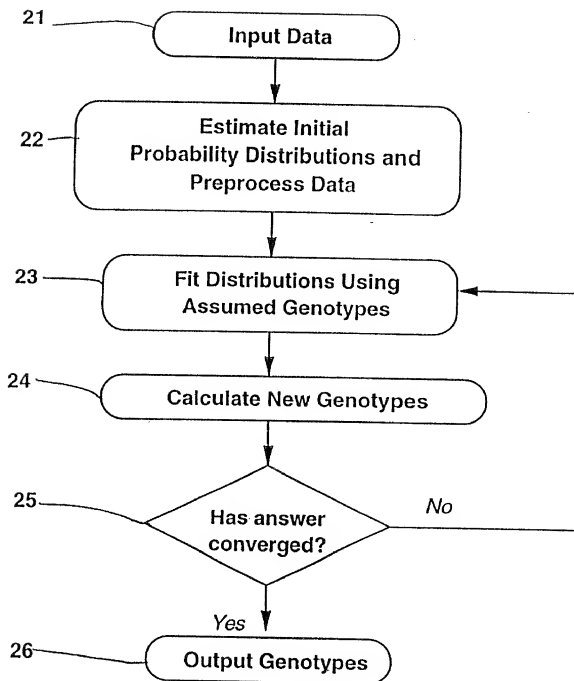 21
Input Data
22
Estimate Initial
Probability Distributions and
Preprocess Data
23
Fit Distributions Using
Assumed Genotypes
24
Calculate New Genotypes
25
Has answer
converged?
No
Yes
26
Output Genotypes